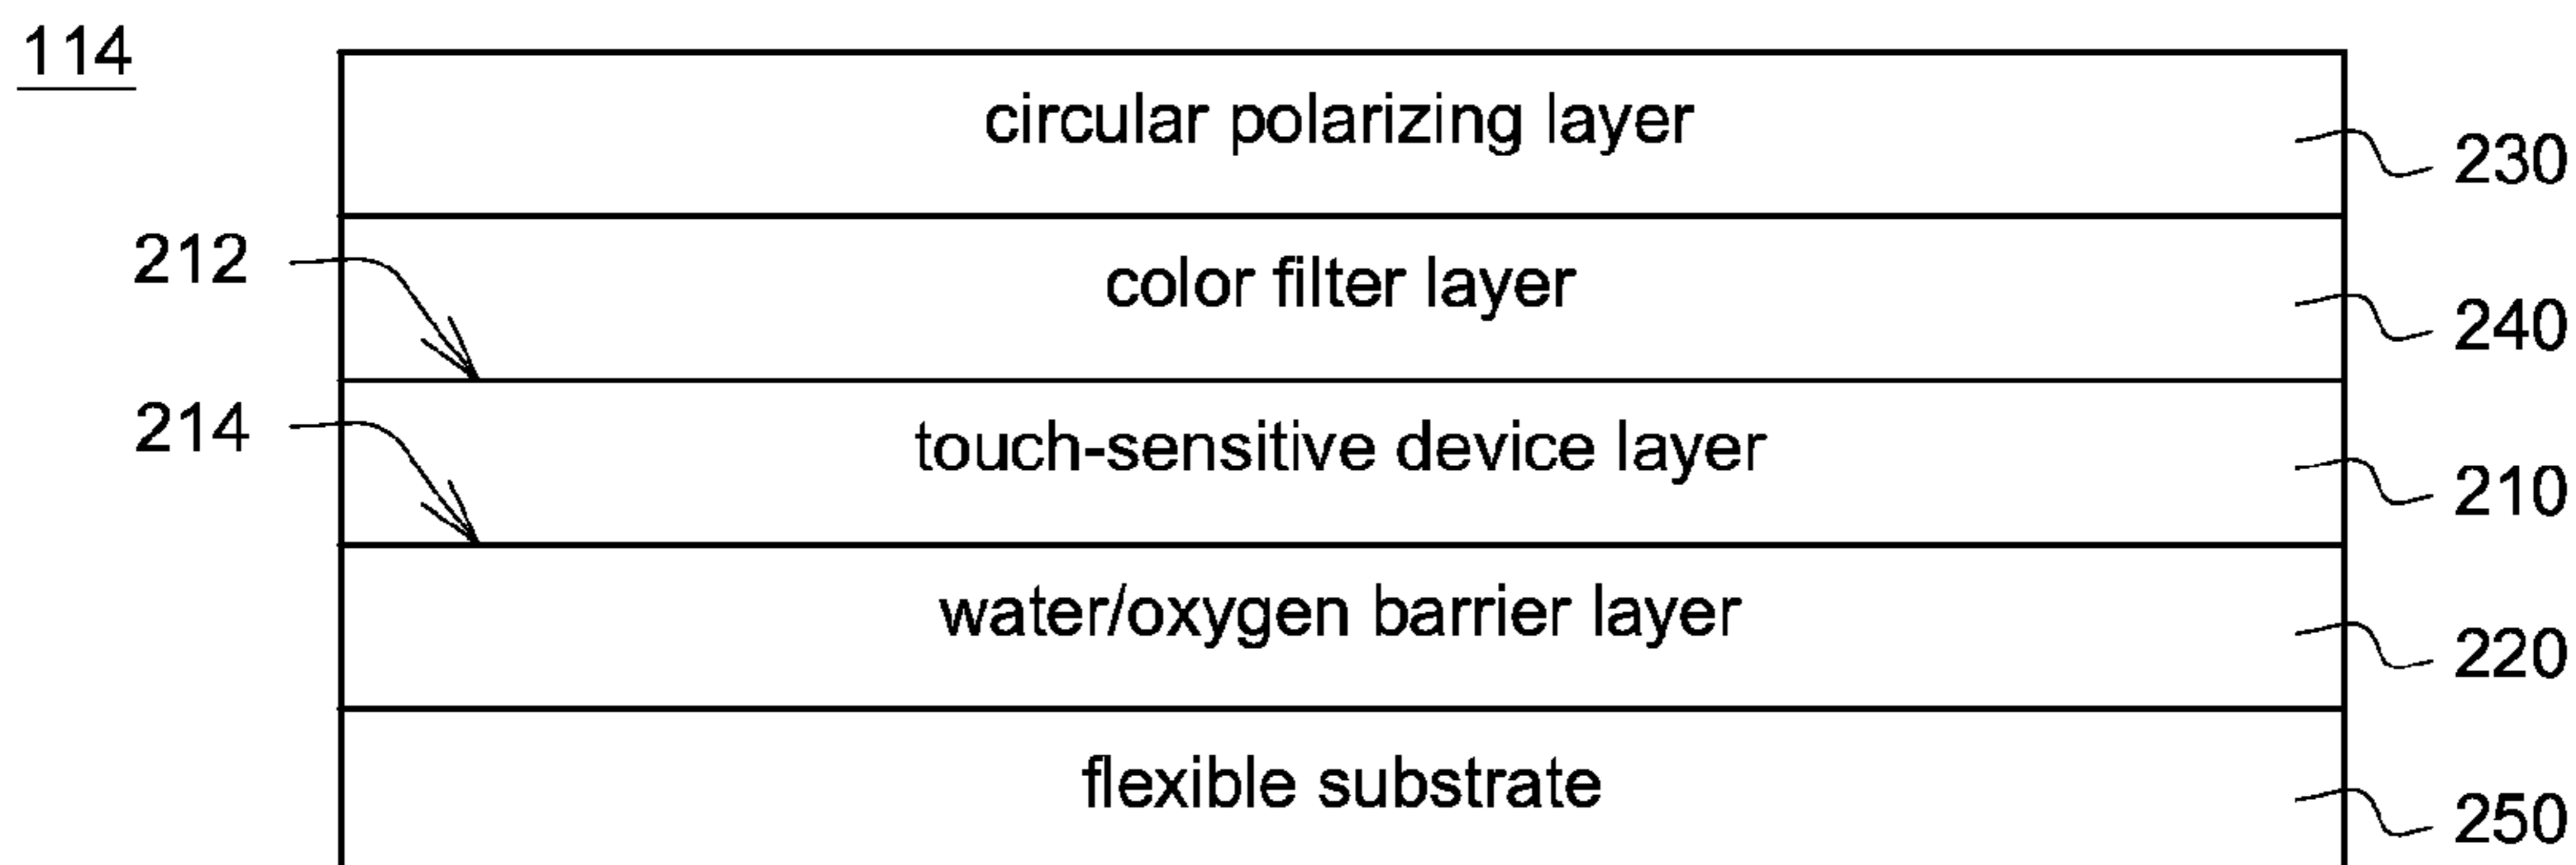 114
circular polarizing layer
230
212
color filter layer
240
214
touch-sensitive device layer
210
water/oxygen barrier layer
220
flexible substrate
250